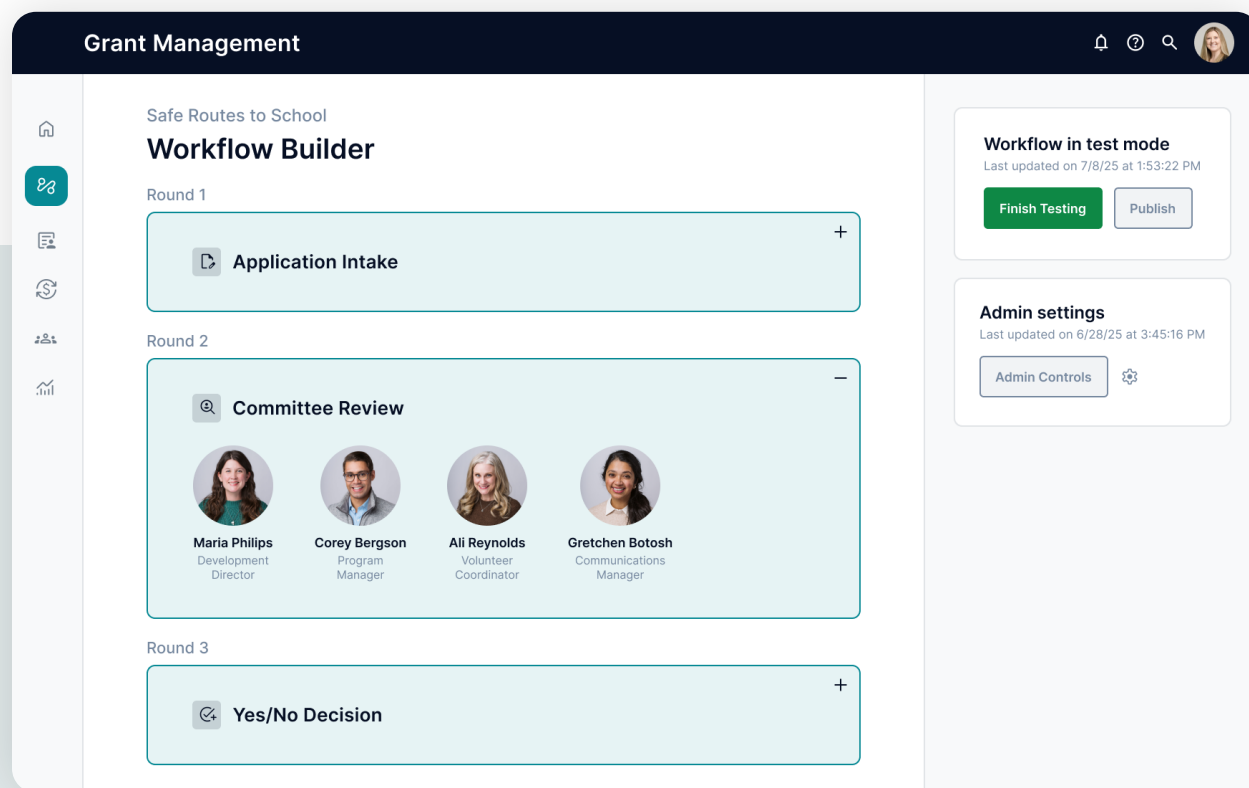 Grant Management
Safe Routes to School
Workflow Builder
Round 1
Application Intake
Round 2
Committee Review
Maria Philips
Development
Director
Corey Bergson
Program
Manager
Ali Reynolds
Volunteer
Coordinator
Gretchen Botosh
Communications
Manager
Round 3
Yes/No Decision
Workflow in test mode
Last updated on 7/8/25 at 1:53:22 PM
Finish Testing
Publish
Admin settings
Last updated on 6/28/25 at 3:45:16 PM
Admin Controls